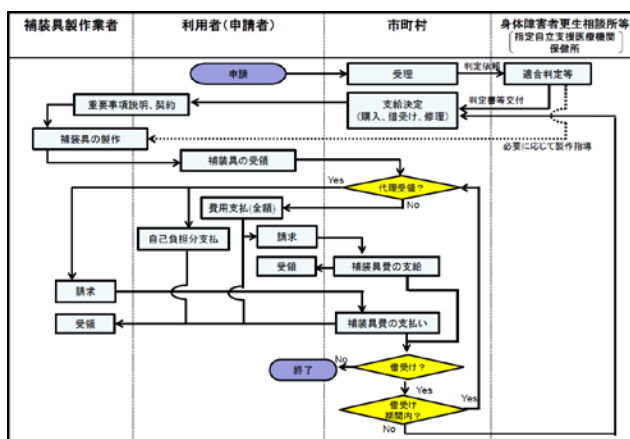 補装具製作業者
利用者(申請者)
市町村
身体障害者更生相談所等
指定自立支援医療機関
保健所
申請
受理
判定依頼
適合判定等
重要事項説明、契約
支給決定
(購入、借受け、修理)
判定書等交付
補装具の製作
必要に応じて製作指導
補装具の受領
Yes
代理受領?
No
費用支払(全額)
自己負担分支払
請求
受領
補装具費の支給
請求
受領
補装具費の支払い
終了
No
借受け?
Yes
Yes
借受け
期間内?
No